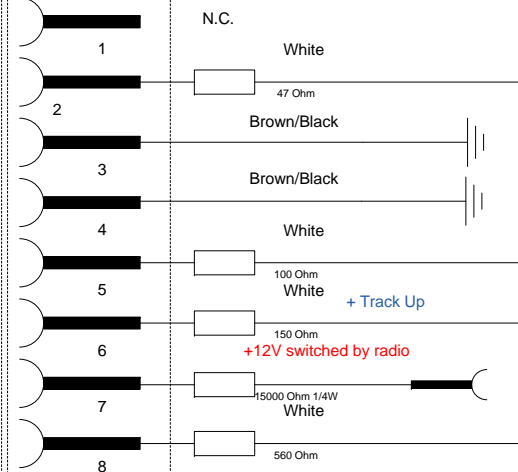 N.C.
1
White
47 Ohm
2
Brown/Black
3
Brown/Black
4
White
100 Ohm
5
White
+ Track Up
150 Ohm
6
+12V switched by radio
15000 Ohm 1/4W
7
White
560 Ohm
8